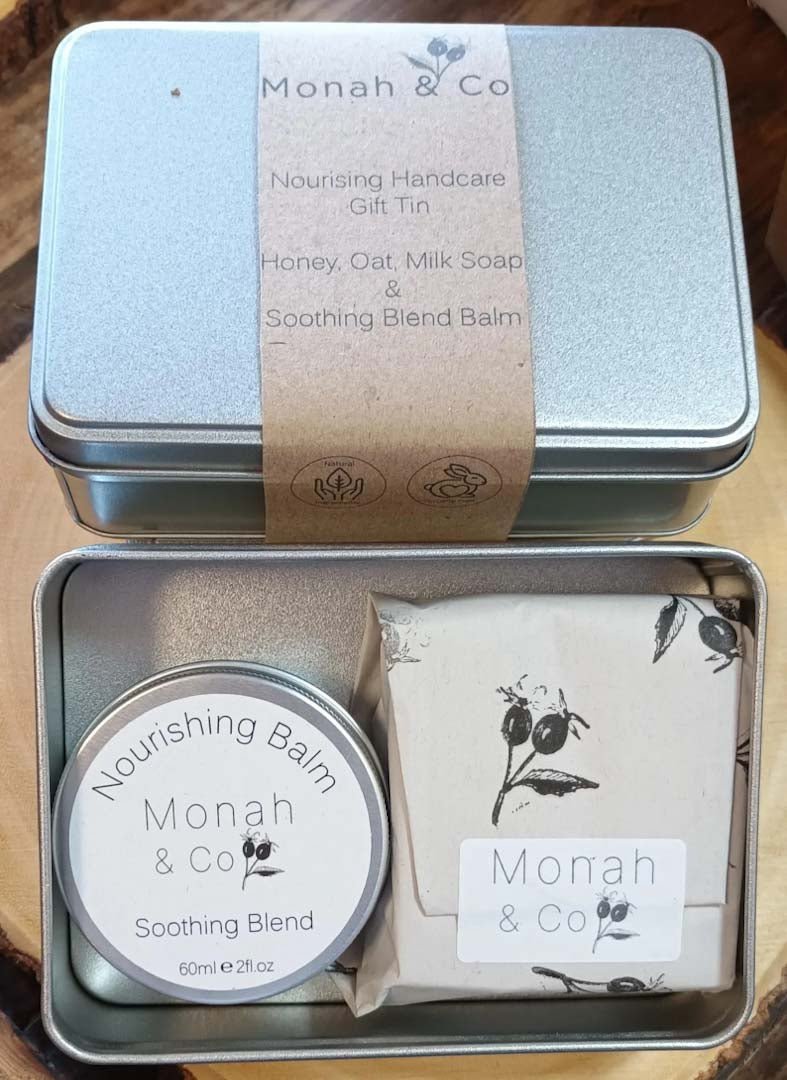 Monah & Co
Nourising Handcare
Gift Tin
Honey, Oat, Milk Soap
&
Soothing Blend Balm
Natural
Nourishing Balm
Monah
& Co
Soothing Blend
60ml e 2fl.oz
Monah
& Co